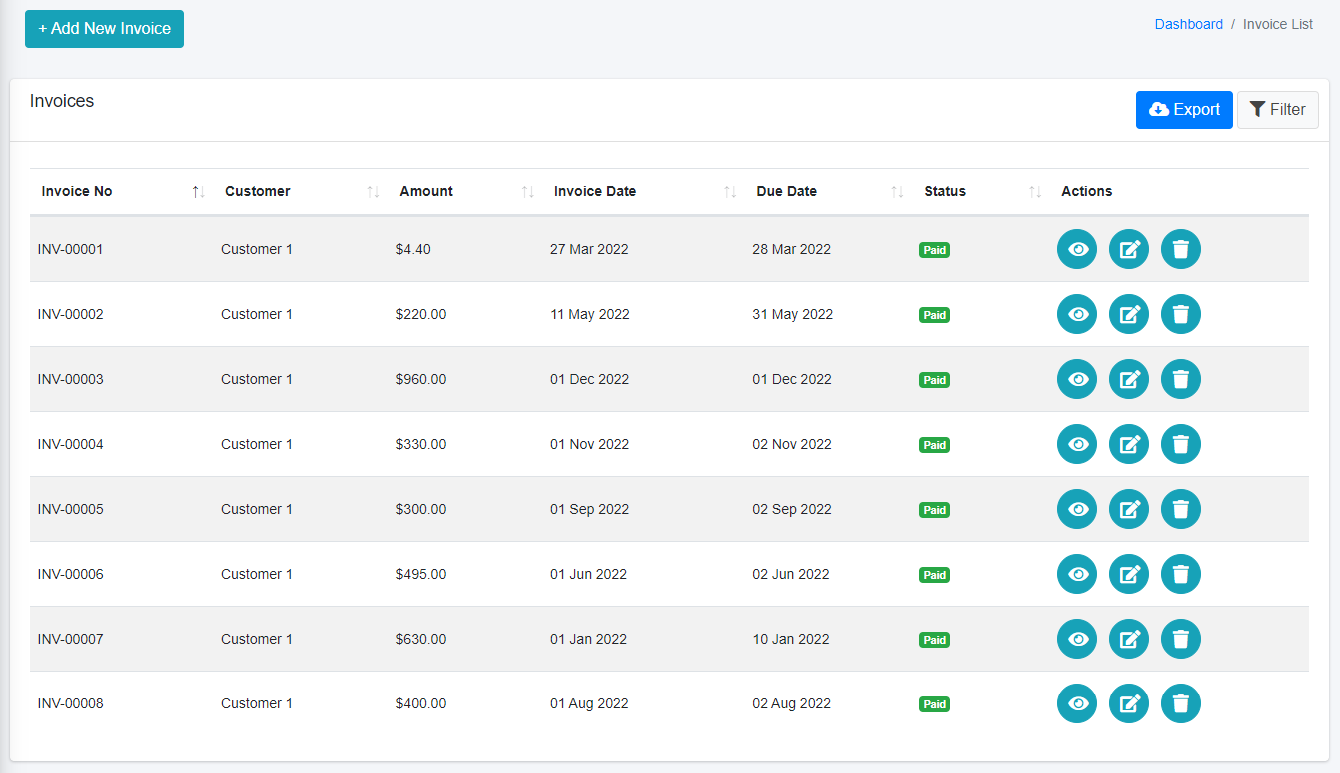 + Add New Invoice
Dashboard / Invoice List
Invoices
Export Filter
Invoice No Customer Amount Invoice Date Due Date Status Actions
INV-00001 Customer 1 $4.40 27 Mar 2022 28 Mar 2022 Paid
INV-00002 Customer 1 $220.00 11 May 2022 31 May 2022 Paid
INV-00003 Customer 1 $960.00 01 Dec 2022 01 Dec 2022 Paid
INV-00004 Customer 1 $330.00 01 Nov 2022 02 Nov 2022 Paid
INV-00005 Customer 1 $300.00 01 Sep 2022 02 Sep 2022 Paid
INV-00006 Customer 1 $495.00 01 Jun 2022 02 Jun 2022 Paid
INV-00007 Customer 1 $630.00 01 Jan 2022 10 Jan 2022 Paid
INV-00008 Customer 1 $400.00 01 Aug 2022 02 Aug 2022 Paid